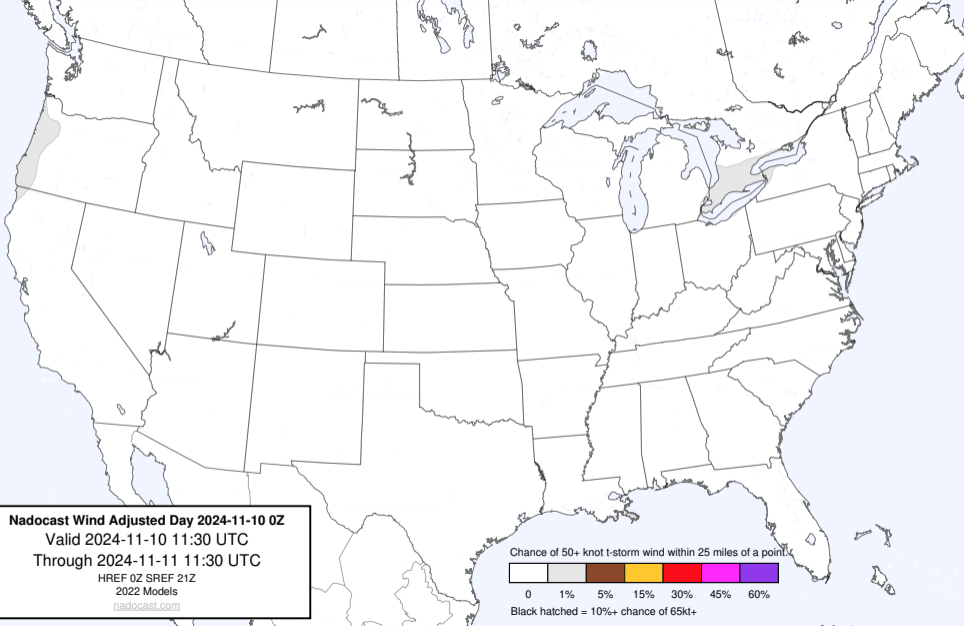 Nadocast Wind Adjusted Day 2024-11-10 0Z
Valid 2024-11-10 11:30 UTC
Through 2024-11-11 11:30 UTC
HREF 0Z SREF 21Z
2022 Models
nadocast.com
Chance of 50+ knot t-storm wind within 25 miles of a point.
0 1% 5% 15% 30% 45% 60%
Black hatched = 10%+ chance of 65kt+